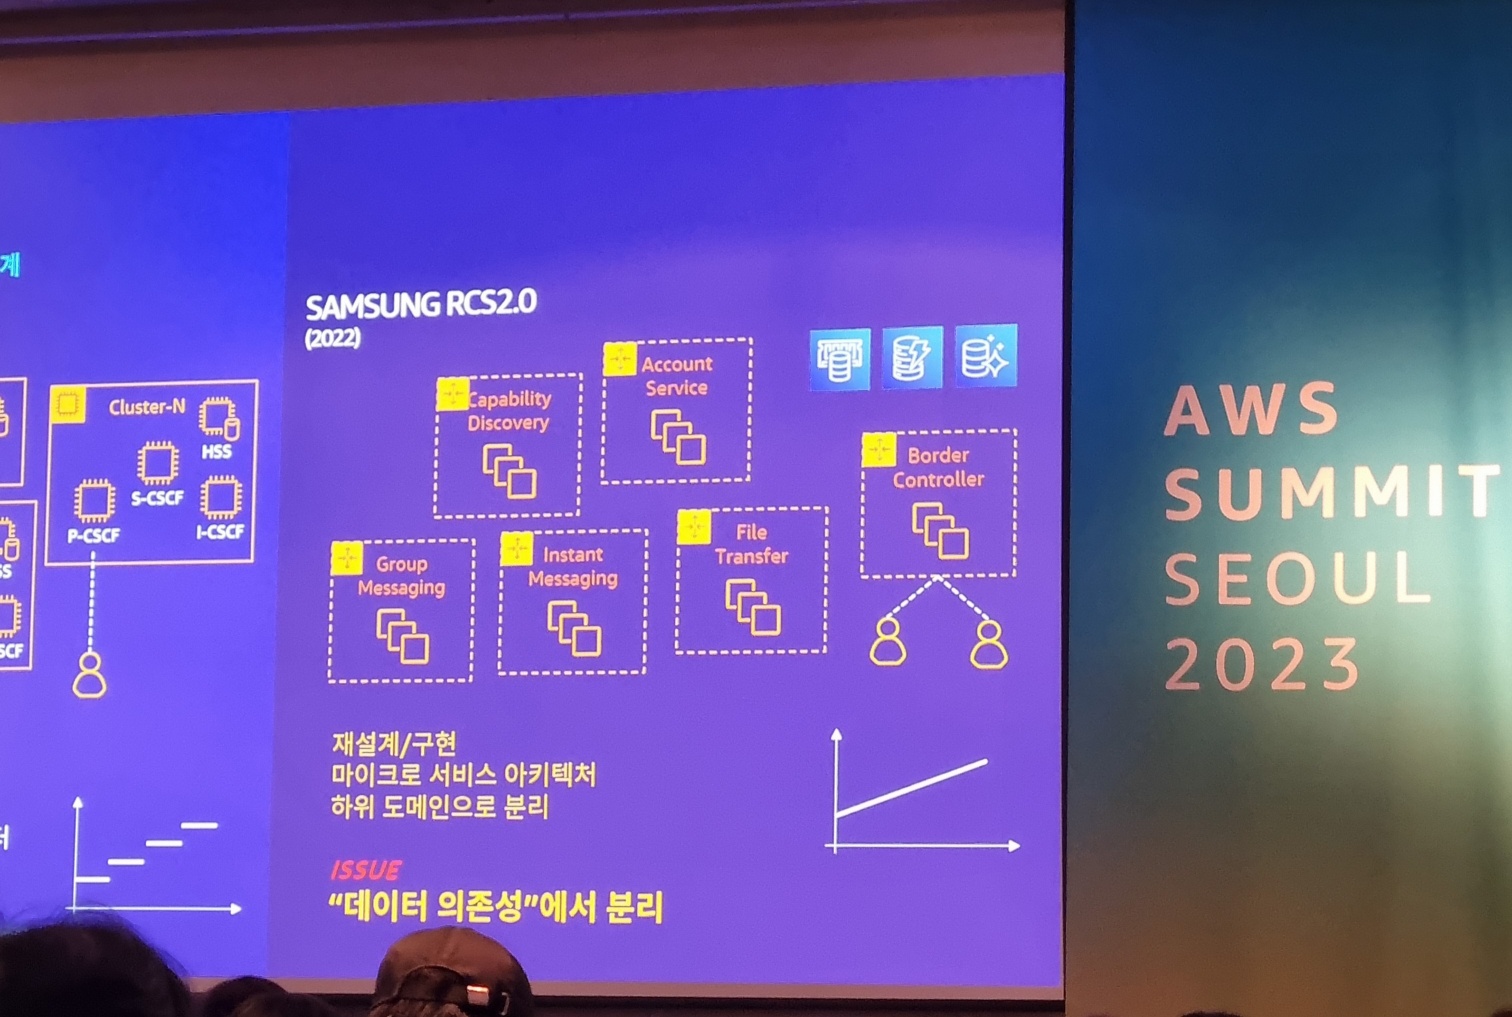 계
Cluster-N
HSS
S-CSCF
P-CSCF
I-CSCF
SS
SCF
터
SAMSUNG RCS2.0
(2022)
Capability
Discovery
Account
Service
Border
Controller
Group
Messaging
Instant
Messaging
File
Transfer
재설계/구현
마이크로 서비스 아키텍처
하위 도메인으로 분리
ISSUE
“데이터 의존성”에서 분리
AWS
SUMMIT
SEOUL
2023